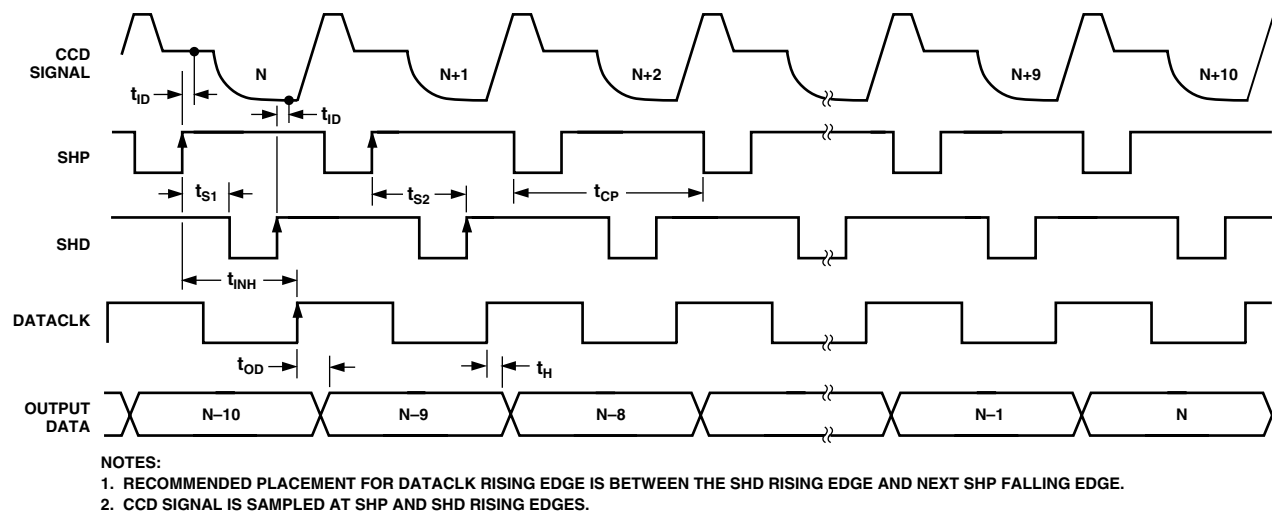 CCD
SIGNAL
N
N+1
N+2
N+9
N+10
tID
tID
SHP
tS1
tS2
tCP
SHD
tINH
DATACLK
tOD
tH
OUTPUT
DATA
N–10
N–9
N–8
N–1
N
NOTES:
1. RECOMMENDED PLACEMENT FOR DATACLK RISING EDGE IS BETWEEN THE SHD RISING EDGE AND NEXT SHP FALLING EDGE.
2. CCD SIGNAL IS SAMPLED AT SHP AND SHD RISING EDGES.